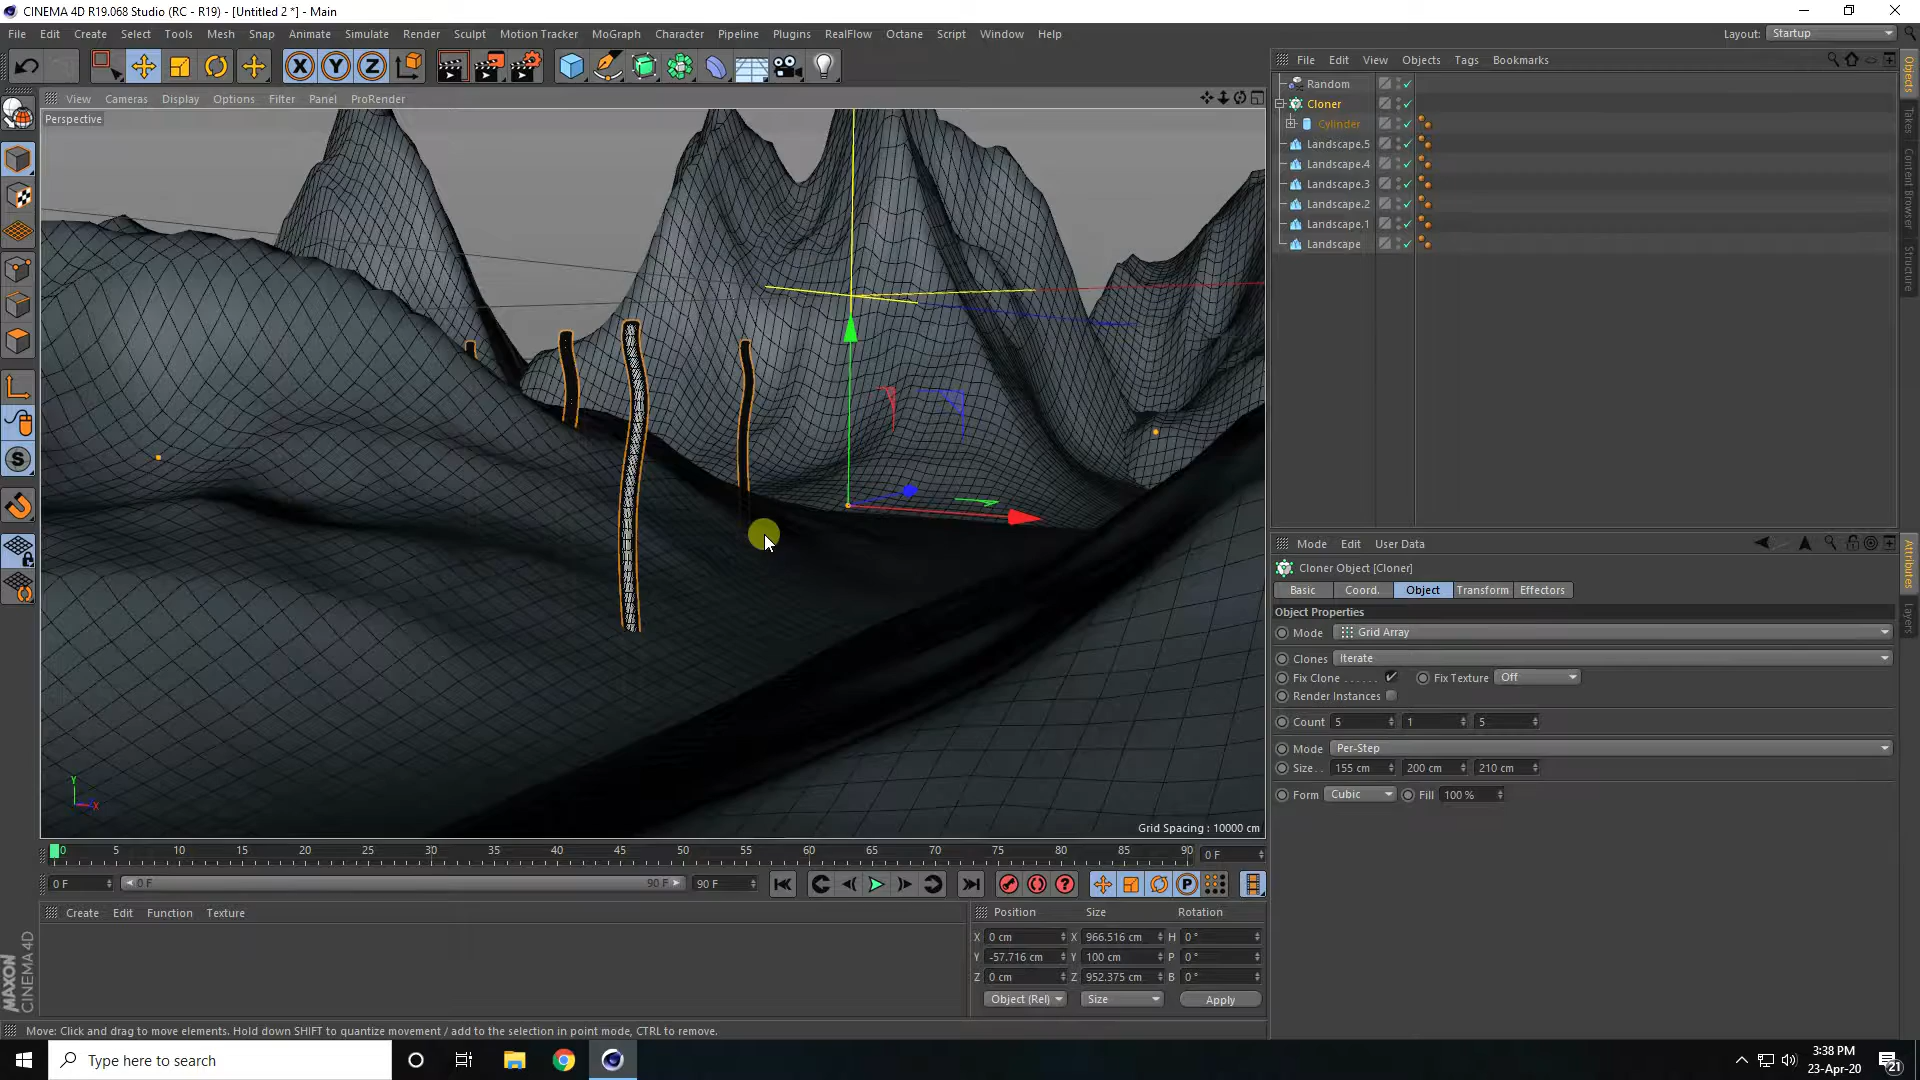 CINEMA 4D R19.068 Studio (RC - R19) - [Untitled 2 *] - Main
File Edit Create Select Tools Mesh Snap Animate Simulate Render Sculpt Motion Tracker MoGraph Character Pipeline Plugins RealFlow Octane Script Window Help
Layout: Startup
View Cameras Display Options Filter Panel ProRender
Perspective
Grid Spacing : 10000 cm
File Edit View Objects Tags Bookmarks
Random
Cloner
Cylinder
Landscape.5
Landscape.4
Landscape.3
Landscape.2
Landscape.1
Landscape
Objects
Takes
Content Browser
Structure
Mode Edit User Data
Cloner Object [Cloner]
Basic Coord. Object Transform Effectors
Object Properties
Mode Grid Array
Clones Iterate
Fix Clone . . . . . . Fix Texture Off
Render Instances
Count 5 1 5
Mode Per-Step
Size . . 155 cm 200 cm 210 cm
Form Cubic Fill 100 %
Attributes
Layers
0 5 10 15 20 25 30 35 40 45 50 55 60 65 70 75 80 85 90 0 F
0 F 0 F 90 F 90 F
Create Edit Function Texture
Position Size Rotation
X 0 cm X 966.516 cm H 0 °
Y -57.716 cm Y 100 cm P 0 °
Z 0 cm Z 952.375 cm B 0 °
Object (Rel) Size Apply
MAXON
CINEMA 4D
Move: Click and drag to move elements. Hold down SHIFT to quantize movement / add to the selection in point mode, CTRL to remove.
Type here to search
3:38 PM
23-Apr-20
21